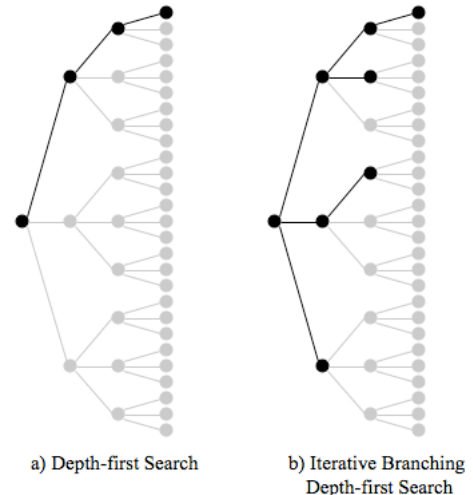 a) Depth-first Search
b) Iterative Branching
Depth-first Search